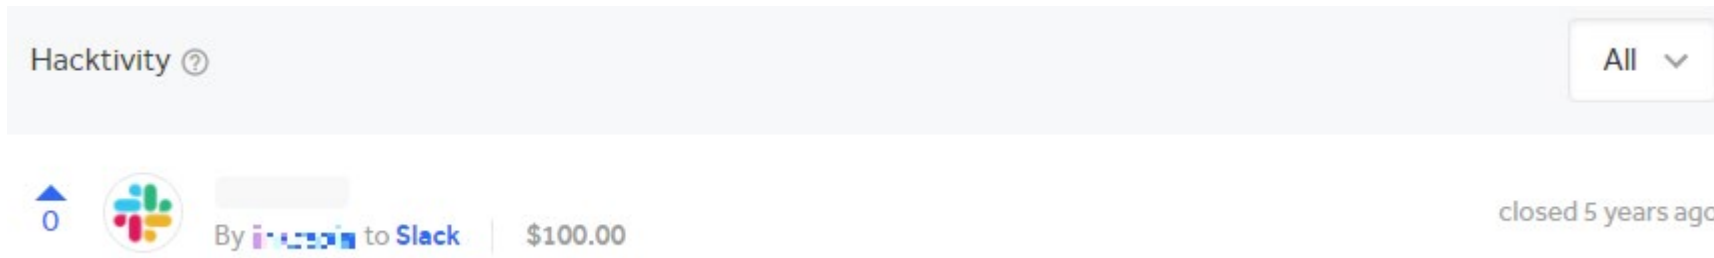 Hacktivity
All
0
By to Slack
$100.00
closed 5 years ago